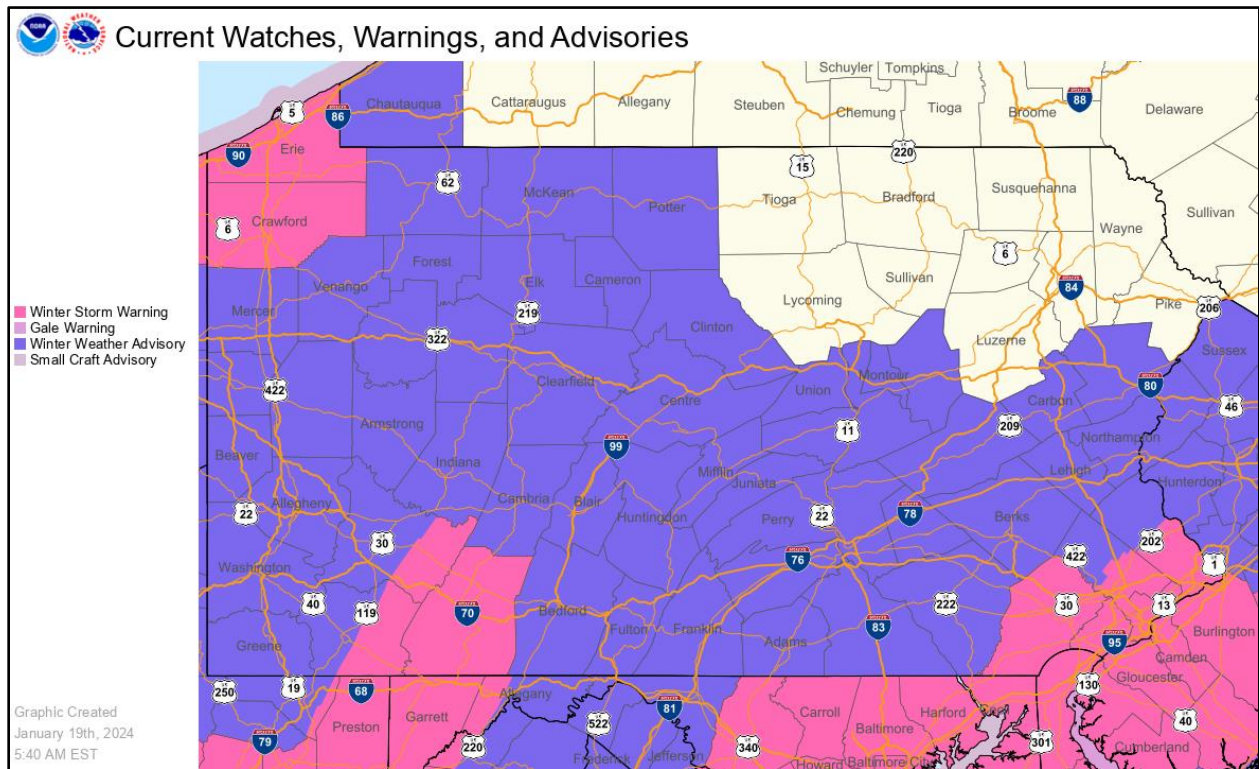 NOAA
Current Watches, Warnings, and Advisories
Schuyler
Tompkins
Chautauqua
Cattaraugus
Allegany
Steuben
Chemung
Tioga
Broome
88
Delaware
5
86
90
Erie
62
15
220
McKean
Potter
Tioga
Bradford
Susquehanna
Wayne
Sullivan
6
Crawford
Forest
Venango
Elk
Cameron
Sullivan
6
84
Pike
206
Winter Storm Warning
Gale Warning
Winter Weather Advisory
Small Craft Advisory
Mercer
219
322
Clinton
Lycoming
Luzerne
Sussex
422
Clearfield
Centre
Union
Montour
Carbon
80
46
Armstrong
99
11
209
Northampton
Beaver
Indiana
Mifflin
Juniata
Lehigh
Hunterdon
22
Allegheny
Cambria
Blair
Huntingdon
Perry
22
78
Berks
30
76
422
202
1
Washington
40
119
70
Bedford
Fulton
Franklin
Adams
83
222
30
13
Greene
95
Burlington
Camden
Gloucester
250
19
68
Allegany
81
130
Preston
Garrett
522
Carroll
Baltimore
Harford
Cecil
40
79
220
Frederick
Jefferson
340
Howard
Baltimore City
301
Cumberland
Graphic Created
January 19th, 2024
5:40 AM EST